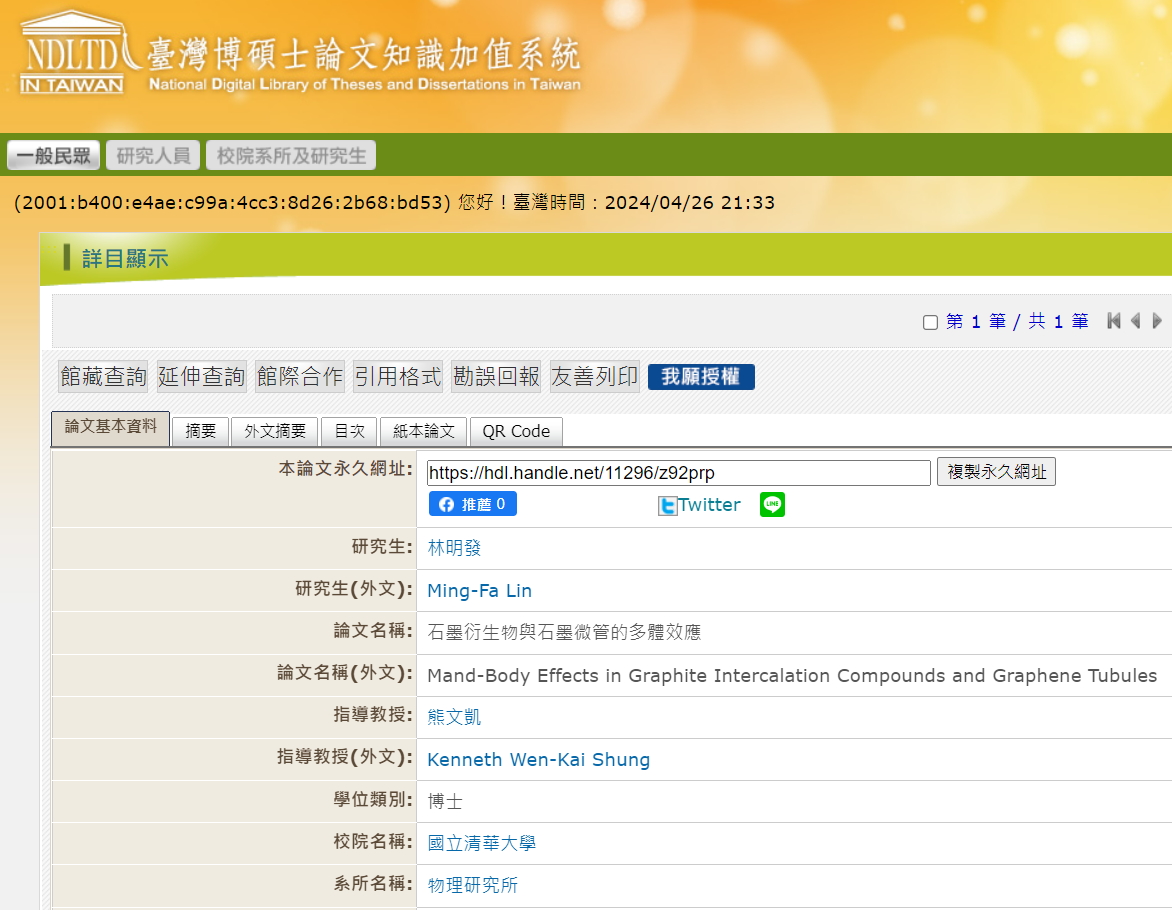 NDLTD
IN TAIWAN
臺灣博碩士論文知識加值系統
National Digital Library of Theses and Dissertations in Taiwan
一般民眾 研究人員 校院系所及研究生
(2001:b400:e4ae:c99a:4cc3:8d26:2b68:bd53) 您好！臺灣時間：2024/04/26 21:33
詳目顯示
第 1 筆 / 共 1 筆
館藏查詢 延伸查詢 館際合作 引用格式 勘誤回報 友善列印 我願授權
論文基本資料 摘要 外文摘要 目次 紙本論文 QR Code
本論文永久網址: https://hdl.handle.net/11296/z92prp 複製永久網址
推薦 0 Twitter LINE
研究生: 林明發
研究生(外文): Ming-Fa Lin
論文名稱: 石墨衍生物與石墨微管的多體效應
論文名稱(外文): Mand-Body Effects in Graphite Intercalation Compounds and Graphene Tubules
指導教授: 熊文凱
指導教授(外文): Kenneth Wen-Kai Shung
學位類別: 博士
校院名稱: 國立清華大學
系所名稱: 物理研究所